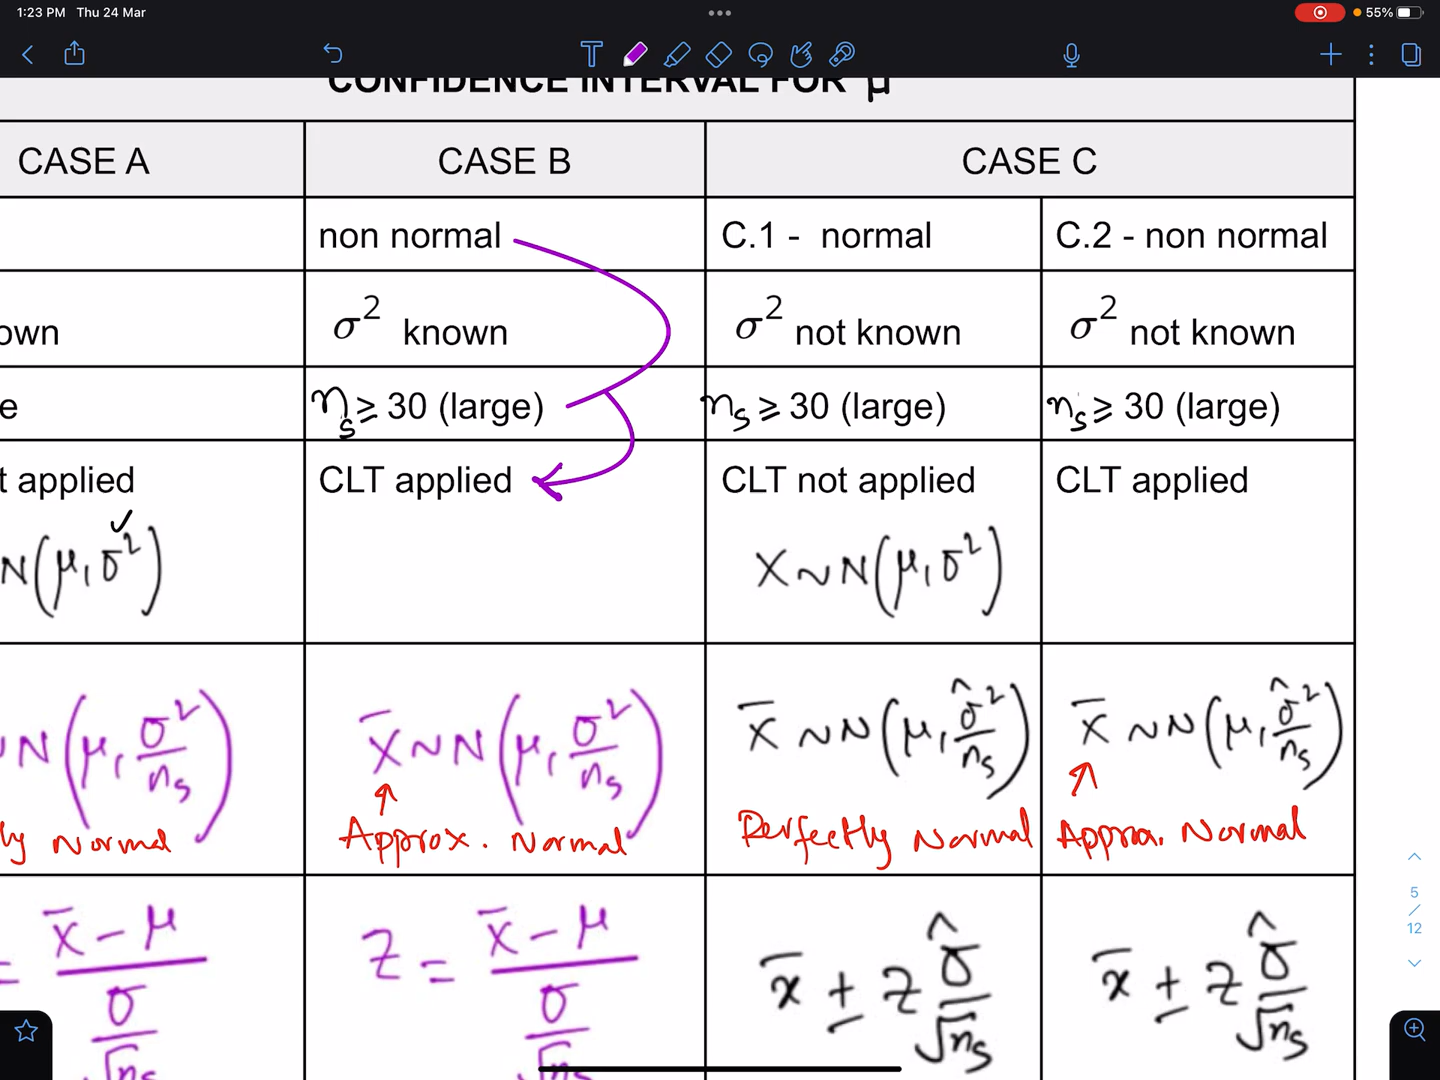 1:23 PM Thu 24 Mar
55%
CONFIDENCE INTERVAL FOR μ
CASE A CASE B CASE C
non normal C.1 - normal C.2 - non normal
own σ² known σ² not known σ² not known
e nₛ ≥ 30 (large) nₛ ≥ 30 (large) nₛ ≥ 30 (large)
t applied CLT applied CLT not applied CLT applied
N(μ, σ²) X ~ N(μ, σ²)
~ N(μ, σ²/nₛ) x̄ ~ N(μ, σ²/nₛ) x̄ ~ N(μ, σ̂²/nₛ) x̄ ~ N(μ, σ̂²/nₛ)
ly Normal Approx. Normal Perfectly Normal Approx. Normal
= (x̄ - μ)/(σ/√nₛ) Z = (x̄ - μ)/(σ/√nₛ) x̄ ± Z σ̂/√nₛ x̄ ± Z σ̂/√nₛ
5
/
12